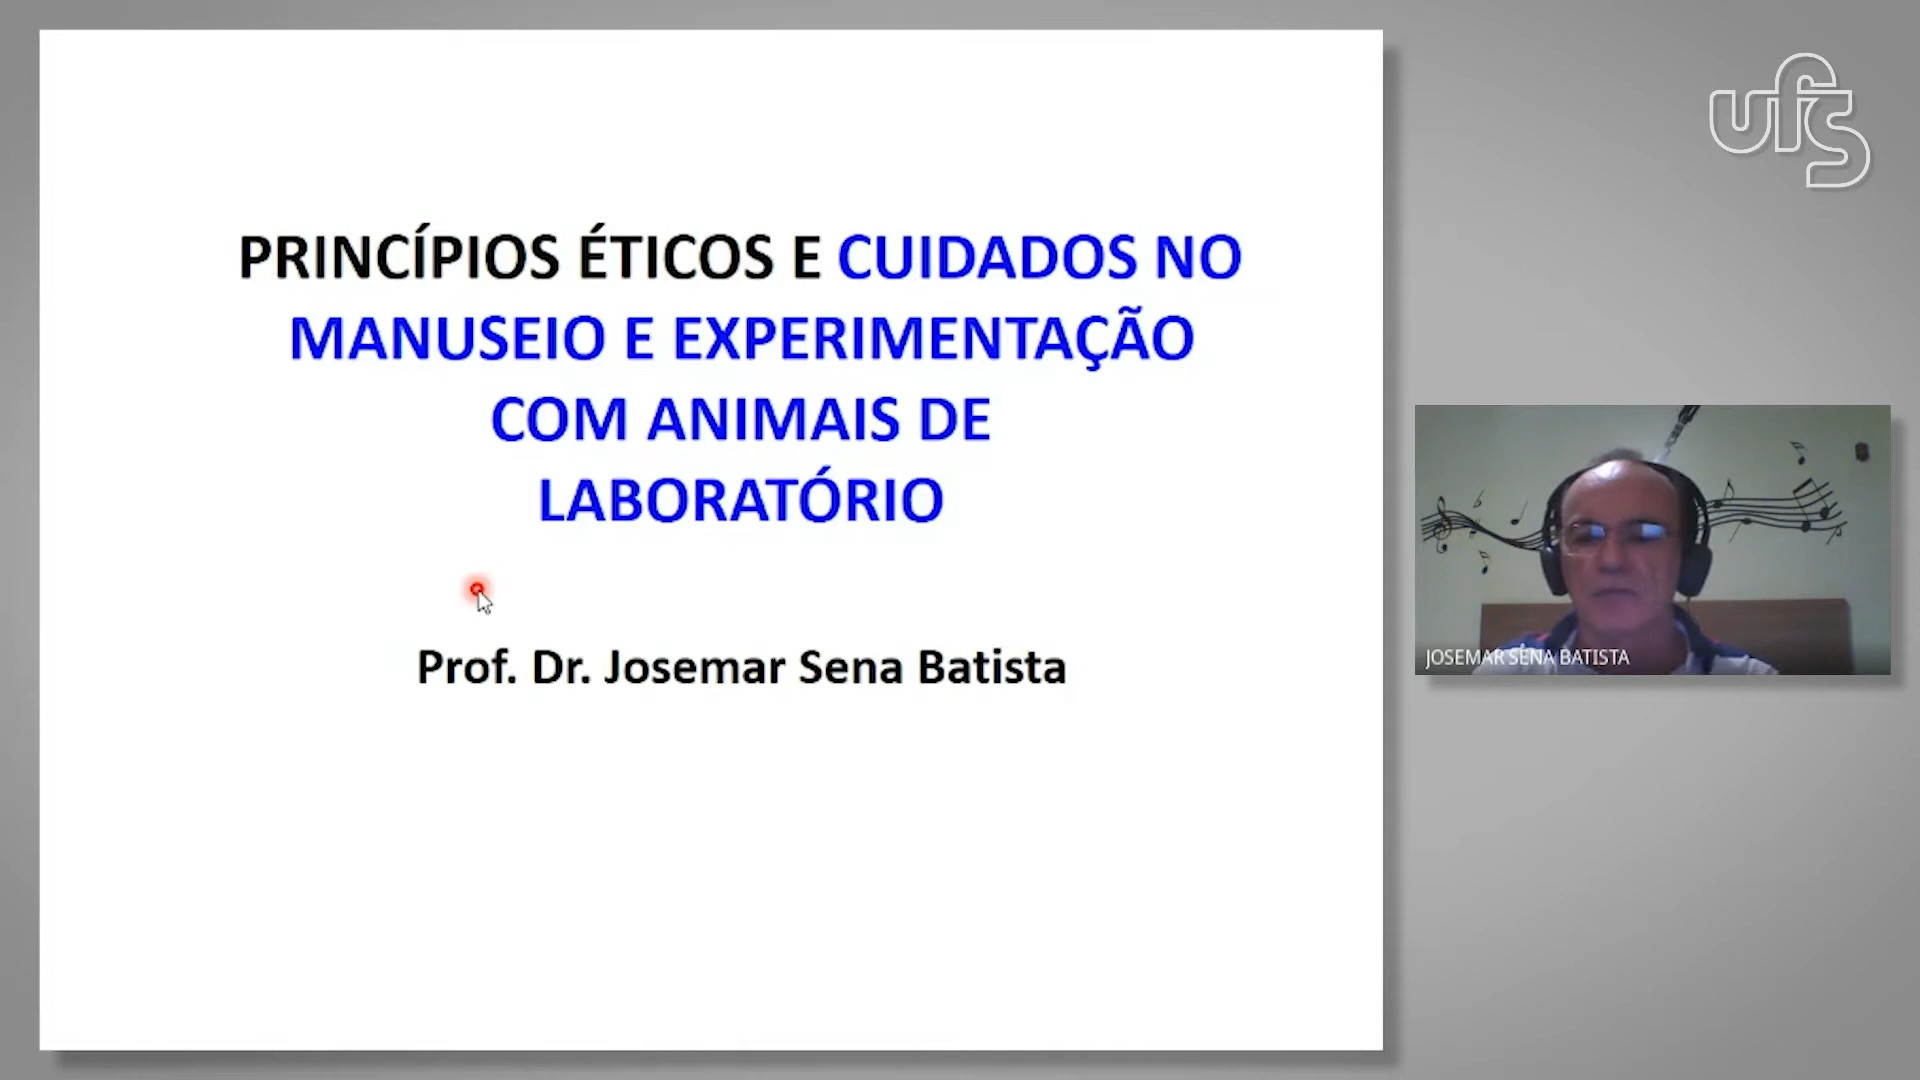 PRINCÍPIOS ÉTICOS E CUIDADOS NO
MANUSEIO E EXPERIMENTAÇÃO
COM ANIMAIS DE
LABORATÓRIO
Prof. Dr. Josemar Sena Batista
ufs
JOSEMAR SENA BATISTA